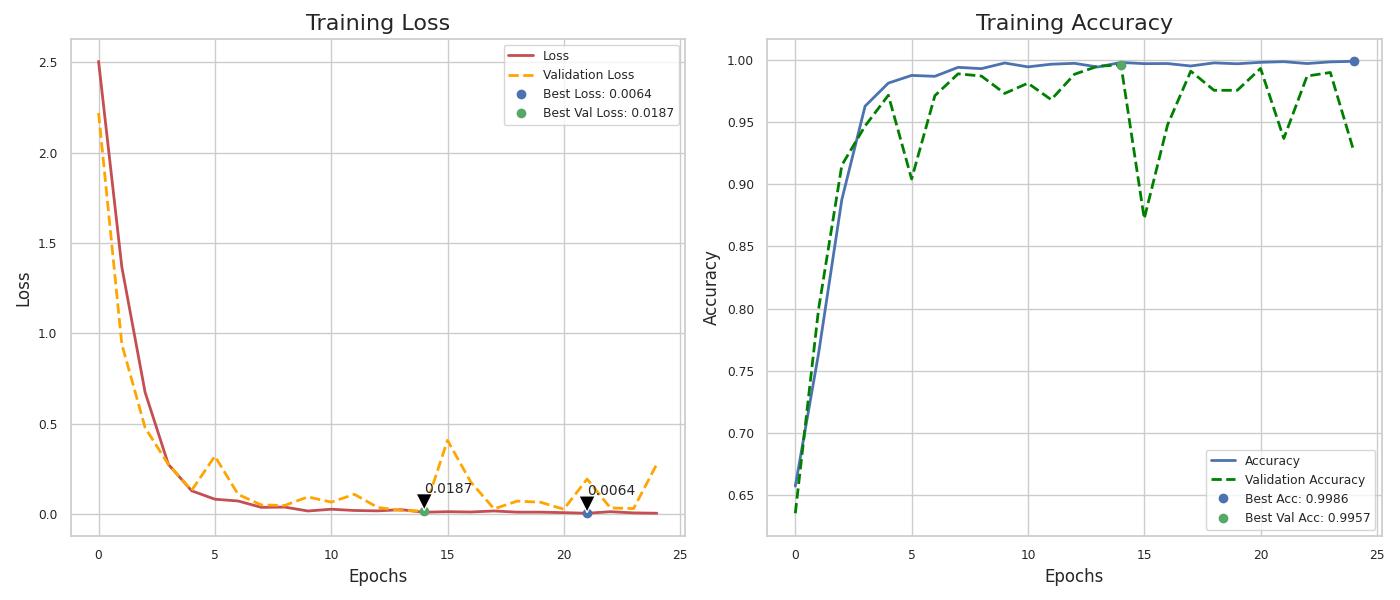 Training Loss
Loss
Validation Loss
Best Loss: 0.0064
Best Val Loss: 0.0187
2.5
2.0
1.5
1.0
0.5
0.0
0.0187
0.0064
0
5
10
15
20
25
Loss
Epochs
Training Accuracy
1.00
0.95
0.90
0.85
0.80
0.75
0.70
0.65
Accuracy
Validation Accuracy
Best Acc: 0.9986
Best Val Acc: 0.9957
0
5
10
15
20
25
Accuracy
Epochs